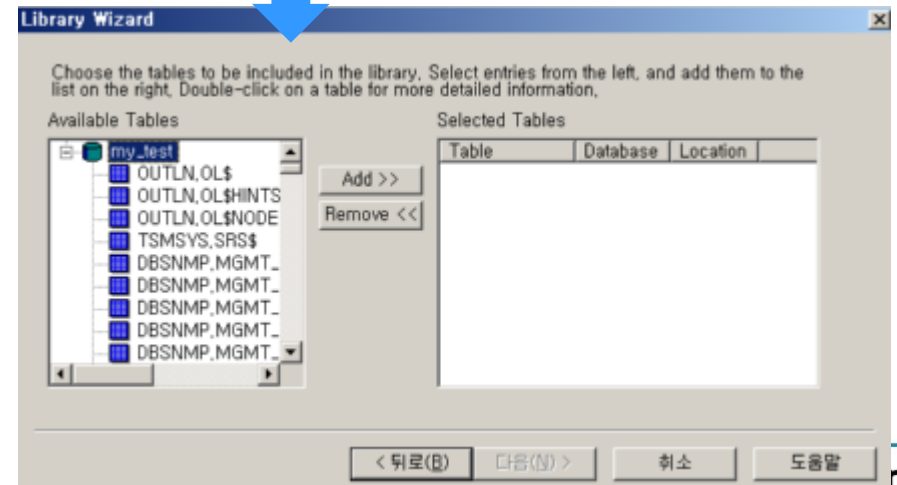 Library Wizard
Choose the tables to be included in the library, Select entries from the left, and add them to the
list on the right, Double-click on a table for more detailed information,
Available Tables
Selected Tables
my_test
OUTLN,OL$
OUTLN,OL$HINTS
OUTLN,OL$NODE
TSMSYS,SRS$
DBSNMP,MGMT_
DBSNMP,MGMT_
DBSNMP,MGMT_
DBSNMP,MGMT_
DBSNMP,MGMT_
Add >>
Remove <<
Table Database Location
< 뒤로(B) 다음(N) > 취소 도움말